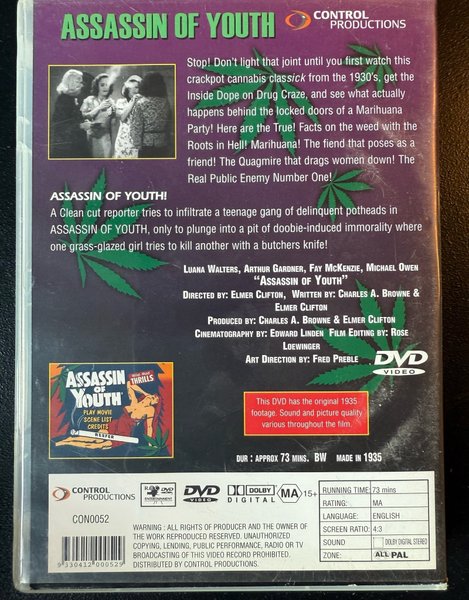 ASSASSIN OF YOUTH
CONTROL
PRODUCTIONS
Stop! Don't light that joint until you first watch this
crackpot cannabis classick from the 1930's, get the
Inside Dope on Drug Craze, and see what actually
happens behind the locked doors of a Marihuana
Party! Here are the True! Facts on the weed with the
Roots in Hell! Marihuana! The fiend that poses as a
friend! The Quagmire that drags women down! The
Real Public Enemy Number One!
ASSASSIN OF YOUTH!
A Clean cut reporter tries to infiltrate a teenage gang of delinquent potheads in
ASSASSIN OF YOUTH, only to plunge into a pit of doobie-induced immorality where
one grass-glazed girl tries to kill another with a butchers knife!
Luana Walters, Arthur Gardner, Fay McKenzie, Michael Owen
"Assassin of Youth"
Directed by: Elmer Clifton, Written by: Charles A. Browne &
Elmer Clifton
Produced by: Charles A. Browne & Elmer Clifton
Cinematography by: Edward Linden Film Editing by: Rose
Loewinger
Art Direction by: Fred Preble
DVD
VIDEO
ASSASSIN
OF YOUTH
THRILLS
PLAY MOVIE
SCENE LIST
CREDITS
REEFER
This DVD has the original 1935
footage. Sound and picture quality
various throughout the film.
DUR : APPROX 73 MINS. BW MADE IN 1935
CONTROL
PRODUCTIONS
CON0052
9 330412 000529
DVD
ENTERTAINMENT
DVD
VIDEO
DOLBY
DIGITAL
MA 15+
WARNING : ALL RIGHTS OF PRODUCER AND THE OWNER OF
THE WORK REPRODUCED RESERVED. UNAUTHORIZED
COPYING, LENDING, PUBLIC PERFORMANCE, RADIO OR TV
BROADCASTING OF THIS VIDEO RECORD PROHIBITED.
DISTRIBUTED BY CONTROL PRODUCTIONS.
RUNNING TIME: 73 mins
RATING: MA
LANGUAGE: ENGLISH
SCREEN RATIO: 4:3
SOUND DOLBY DIGITAL STEREO
ZONE: ALL PAL